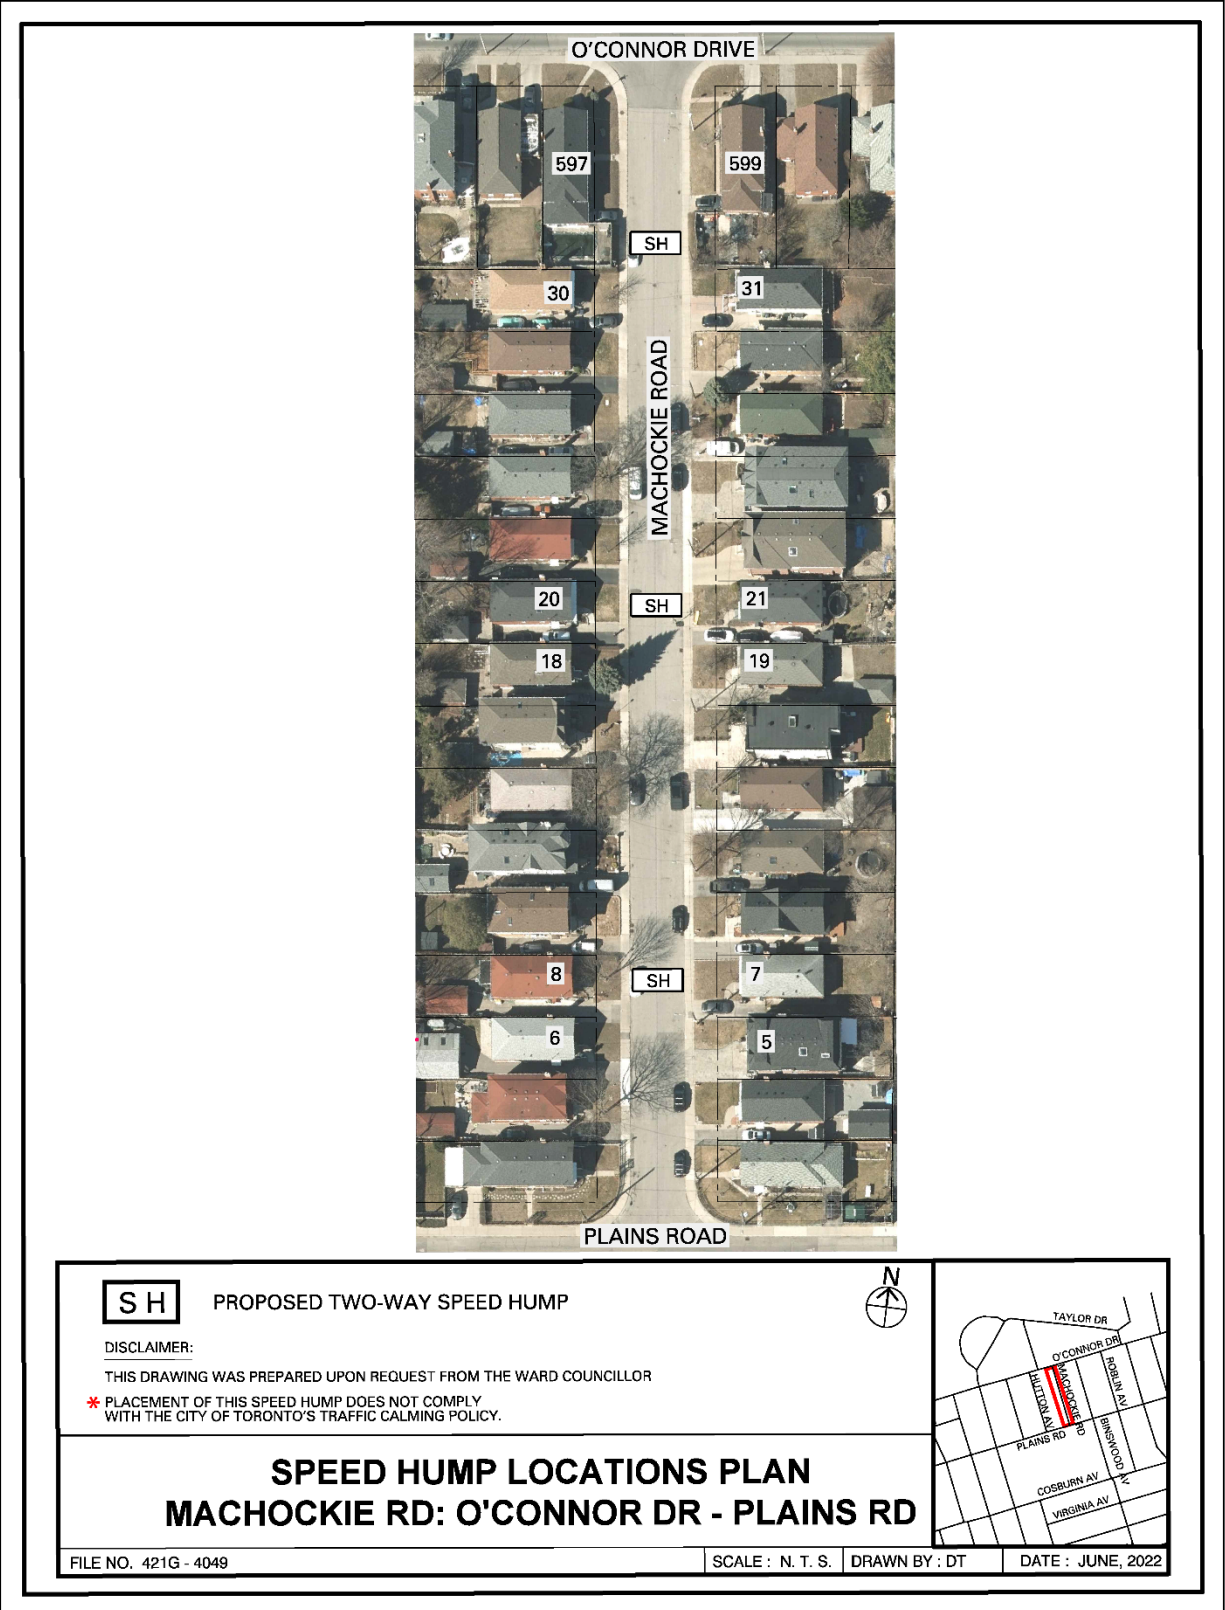 O'CONNOR DRIVE
597
599
SH
30
31
MACHOCKIE ROAD
20
SH
21
18
19
8
SH
7
6
5
PLAINS ROAD
SH PROPOSED TWO-WAY SPEED HUMP
N
DISCLAIMER:
THIS DRAWING WAS PREPARED UPON REQUEST FROM THE WARD COUNCILLOR
* PLACEMENT OF THIS SPEED HUMP DOES NOT COMPLY
WITH THE CITY OF TORONTO'S TRAFFIC CALMING POLICY.
TAYLOR DR
O'CONNOR DR
MACHOCKIE RD
HUTTON AV
ROBLIN AV
PLAINS RD
BINSWOOD AV
COSBURN AV
VIRGINIA AV
SPEED HUMP LOCATIONS PLAN
MACHOCKIE RD: O'CONNOR DR - PLAINS RD
FILE NO. 421G - 4049
SCALE : N. T. S.
DRAWN BY : DT
DATE : JUNE, 2022